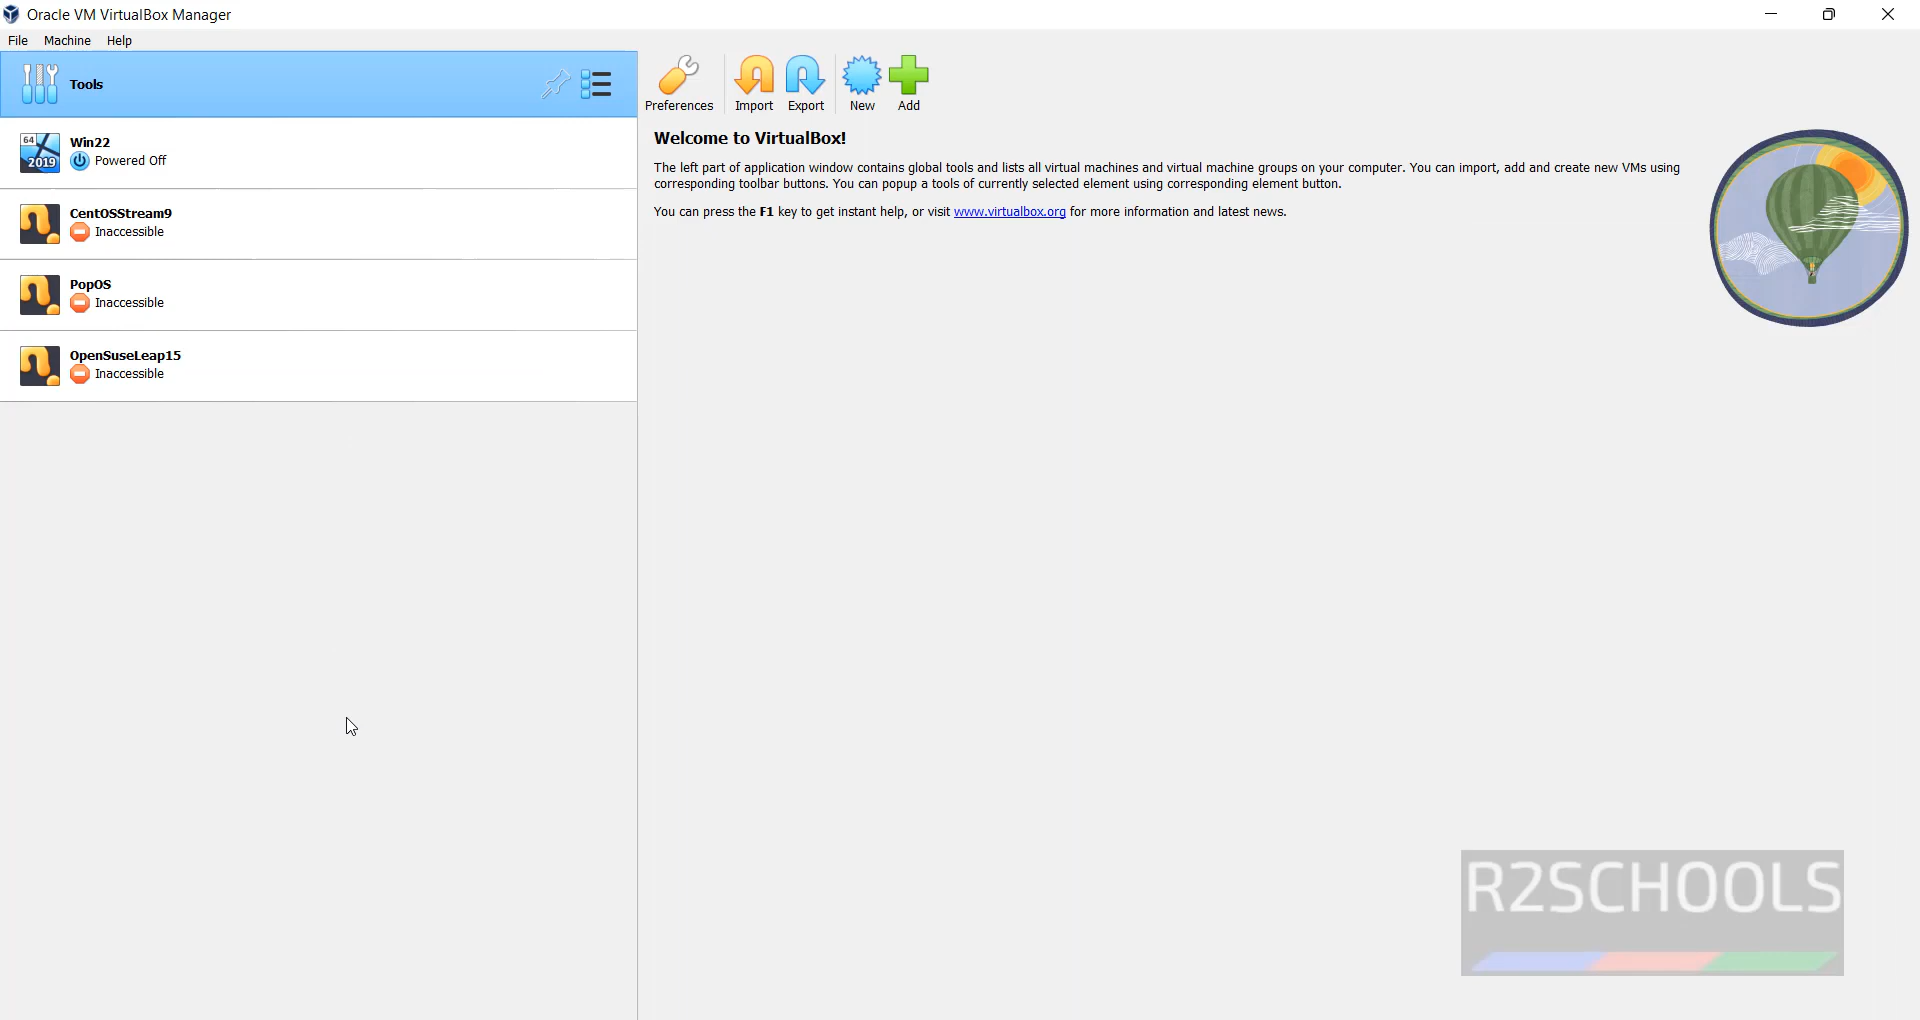 Oracle VM VirtualBox Manager
File Machine Help
Tools
Preferences Import Export New Add
64
2019
Win22
Powered Off
CentOSStream9
Inaccessible
PopOS
Inaccessible
OpenSuseLeap15
Inaccessible
Welcome to VirtualBox!
The left part of application window contains global tools and lists all virtual machines and virtual machine groups on your computer. You can import, add and create new VMs using
corresponding toolbar buttons. You can popup a tools of currently selected element using corresponding element button.
You can press the F1 key to get instant help, or visit www.virtualbox.org for more information and latest news.
R2SCHOOLS